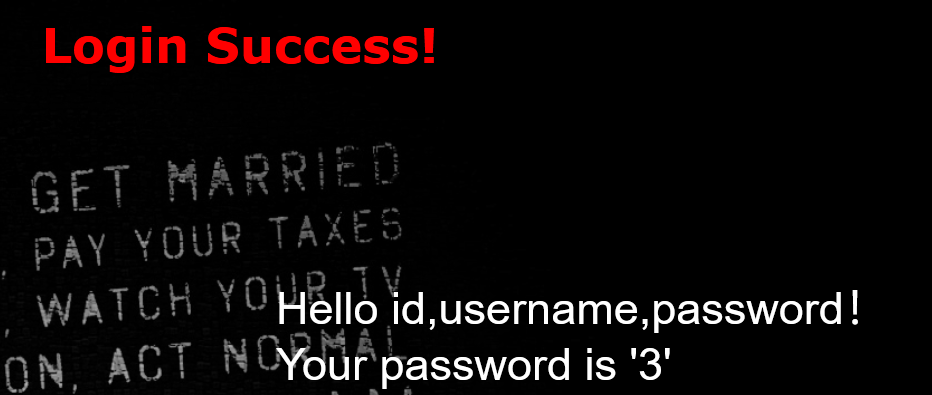 Login Success!
GET MARRIED
, PAY YOUR TAXES
, WATCH YOUR TV
Hello id,username,password！
ON, ACT NORMAL
Your password is '3'